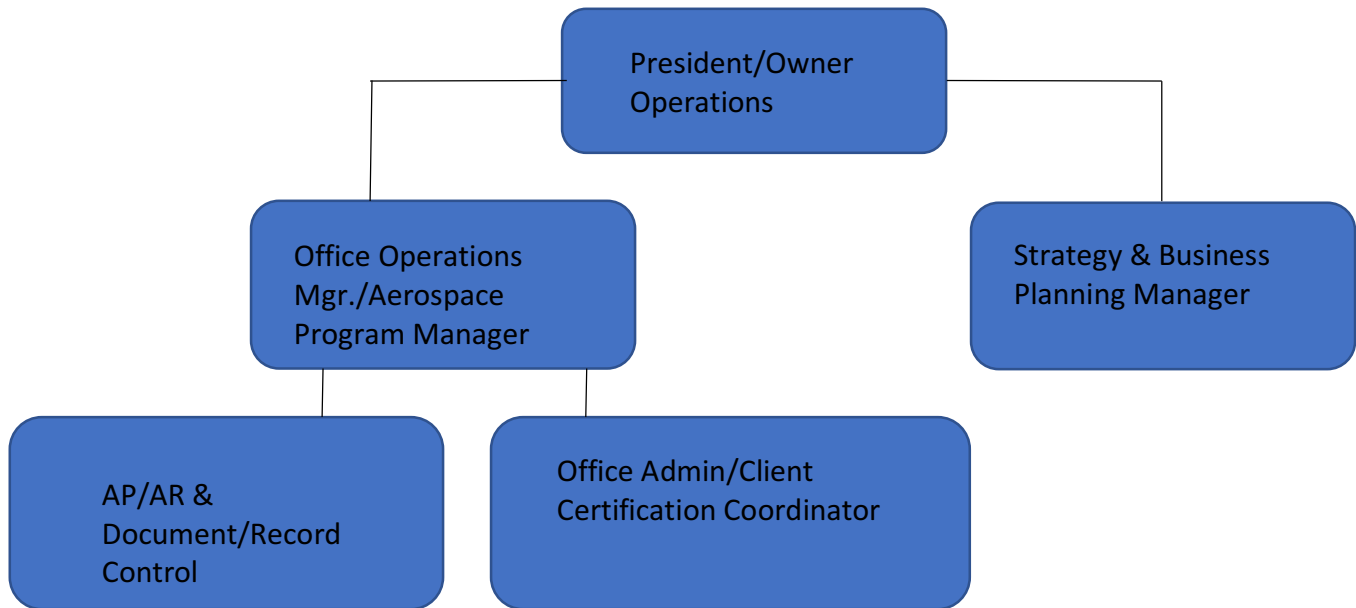 President/Owner
Operations
Office Operations
Mgr./Aerospace
Program Manager
Strategy & Business
Planning Manager
AP/AR &
Document/Record
Control
Office Admin/Client
Certification Coordinator